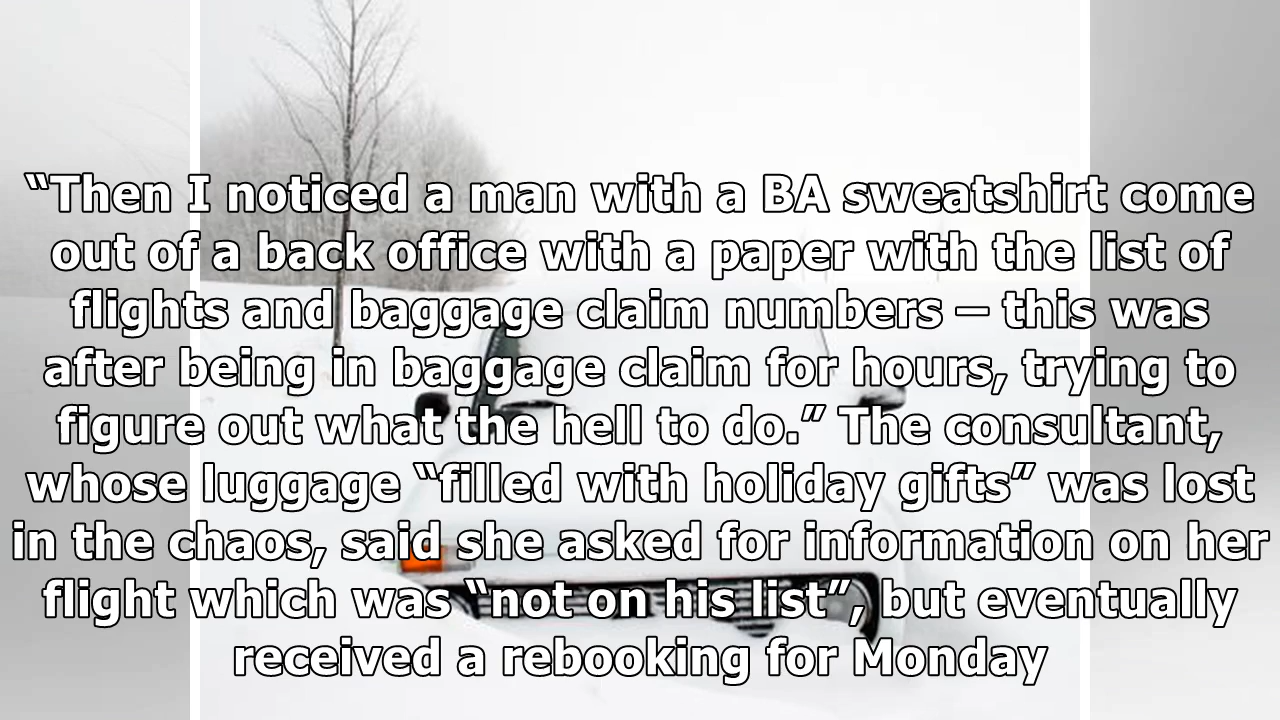 “Then I noticed a man with a BA sweatshirt come
out of a back office with a paper with the list of
flights and baggage claim numbers – this was
after being in baggage claim for hours, trying to
figure out what the hell to do.” The consultant,
whose luggage “filled with holiday gifts” was lost
in the chaos, said she asked for information on her
flight which was “not on his list”, but eventually
received a rebooking for Monday